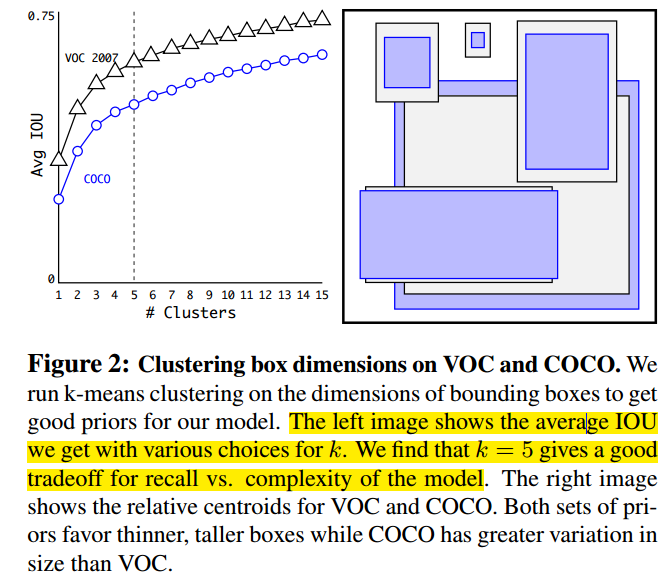 0.75
VOC 2007
Avg IOU
COCO
0
1 2 3 4 5 6 7 8 9 10 11 12 13 14 15
# Clusters
Figure 2: Clustering box dimensions on VOC and COCO. We
run k-means clustering on the dimensions of bounding boxes to get
good priors for our model. The left image shows the average IOU
we get with various choices for k. We find that k = 5 gives a good
tradeoff for recall vs. complexity of the model. The right image
shows the relative centroids for VOC and COCO. Both sets of pri-
ors favor thinner, taller boxes while COCO has greater variation in
size than VOC.